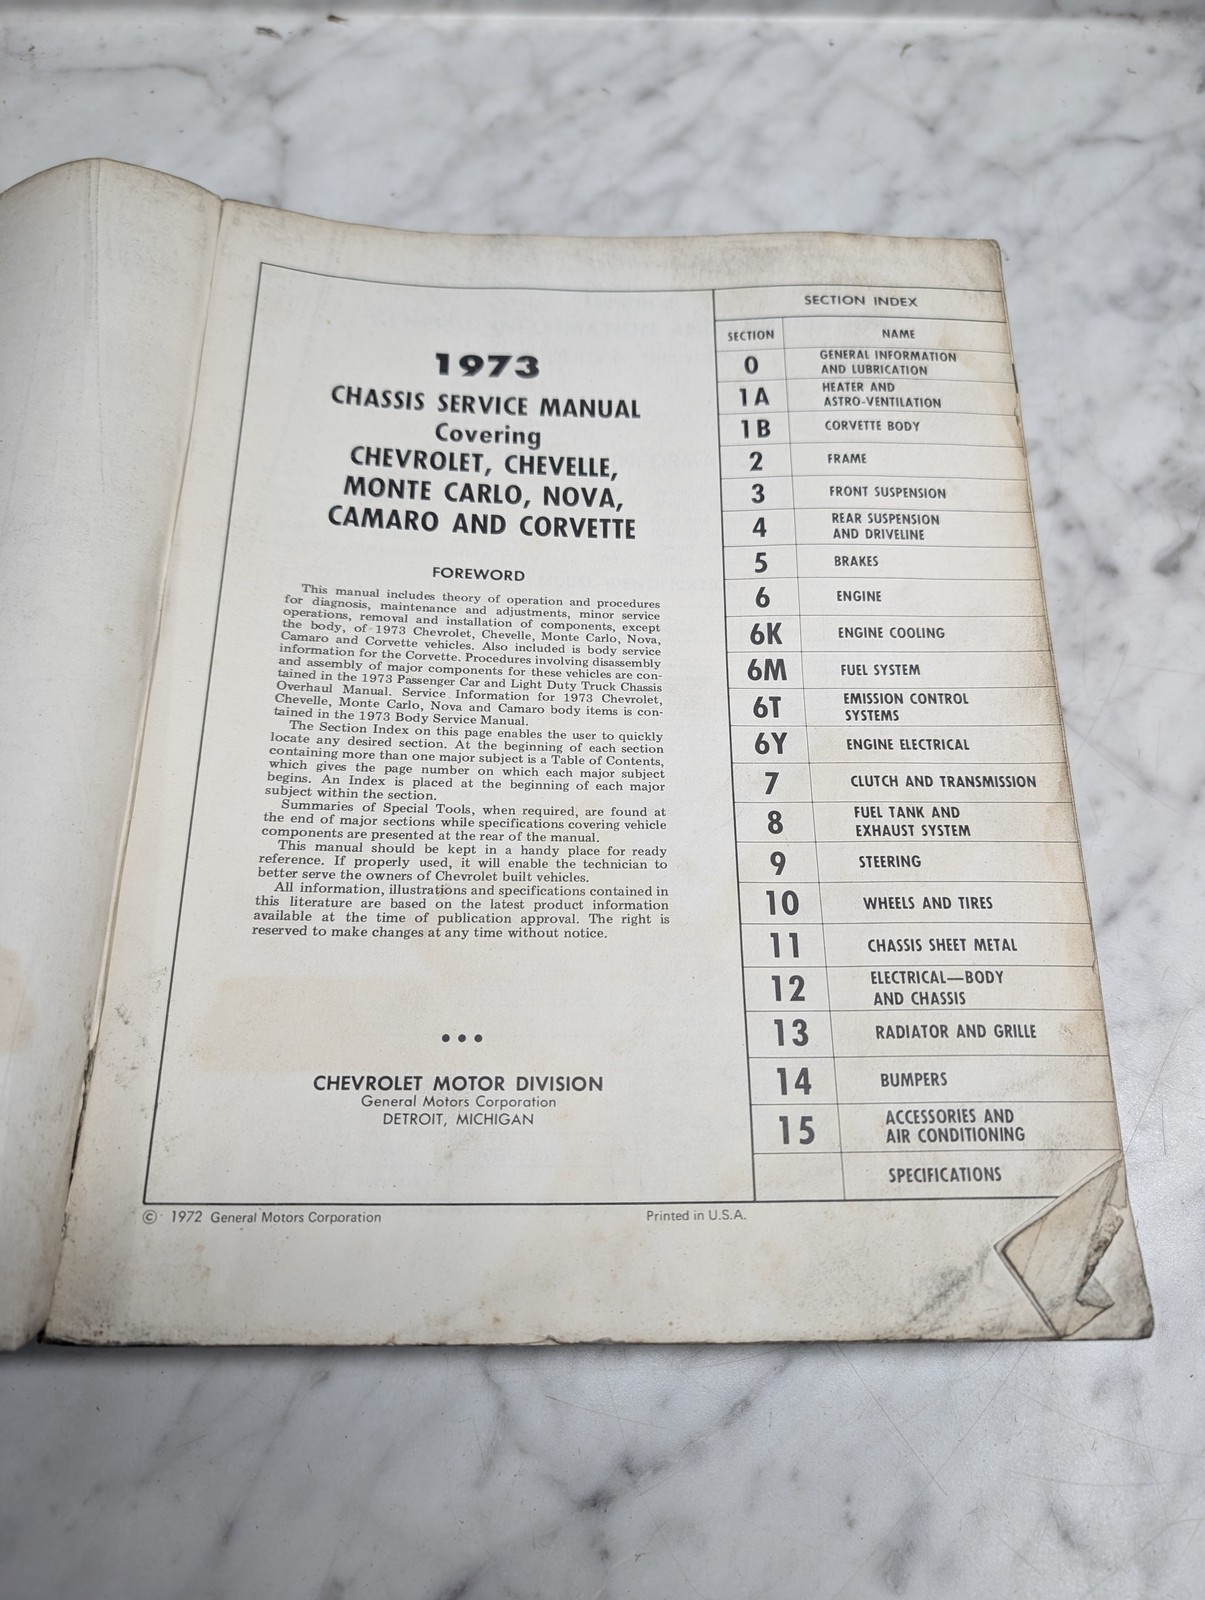 1973
CHASSIS SERVICE MANUAL
Covering
CHEVROLET, CHEVELLE,
MONTE CARLO, NOVA,
CAMARO AND CORVETTE
FOREWORD
This manual includes theory of operation and procedures
for diagnosis, maintenance and adjustments, minor service
operations, removal and installation of components, except
the body, of 1973 Chevrolet, Chevelle, Monte Carlo, Nova,
Camaro and Corvette vehicles. Also included is body service
information for the Corvette. Procedures involving disassembly
and assembly of major components for these vehicles are con-
tained in the 1973 Passenger Car and Light Duty Truck Chassis
Overhaul Manual. Service Information for 1973 Chevrolet,
Chevelle, Monte Carlo, Nova and Camaro body items is con-
tained in the 1973 Body Service Manual.
The Section Index on this page enables the user to quickly
locate any desired section. At the beginning of each section
containing more than one major subject is a Table of Contents,
which gives the page number on which each major subject
begins. An Index is placed at the beginning of each major
subject within the section.
Summaries of Special Tools, when required, are found at
the end of major sections while specifications covering vehicle
components are presented at the rear of the manual.
This manual should be kept in a handy place for ready
reference. If properly used, it will enable the technician to
better serve the owners of Chevrolet built vehicles.
All information, illustrations and specifications contained in
this literature are based on the latest product information
available at the time of publication approval. The right is
reserved to make changes at any time without notice.
• • •
CHEVROLET MOTOR DIVISION
General Motors Corporation
DETROIT, MICHIGAN
SECTION INDEX
SECTION NAME
0 GENERAL INFORMATION
AND LUBRICATION
1A HEATER AND
ASTRO-VENTILATION
1B CORVETTE BODY
2 FRAME
3 FRONT SUSPENSION
4 REAR SUSPENSION
AND DRIVELINE
5 BRAKES
6 ENGINE
6K ENGINE COOLING
6M FUEL SYSTEM
6T EMISSION CONTROL
SYSTEMS
6Y ENGINE ELECTRICAL
7 CLUTCH AND TRANSMISSION
8 FUEL TANK AND
EXHAUST SYSTEM
9 STEERING
10 WHEELS AND TIRES
11 CHASSIS SHEET METAL
12 ELECTRICAL—BODY
AND CHASSIS
13 RADIATOR AND GRILLE
14 BUMPERS
15 ACCESSORIES AND
AIR CONDITIONING
SPECIFICATIONS
© 1972 General Motors Corporation Printed in U.S.A.